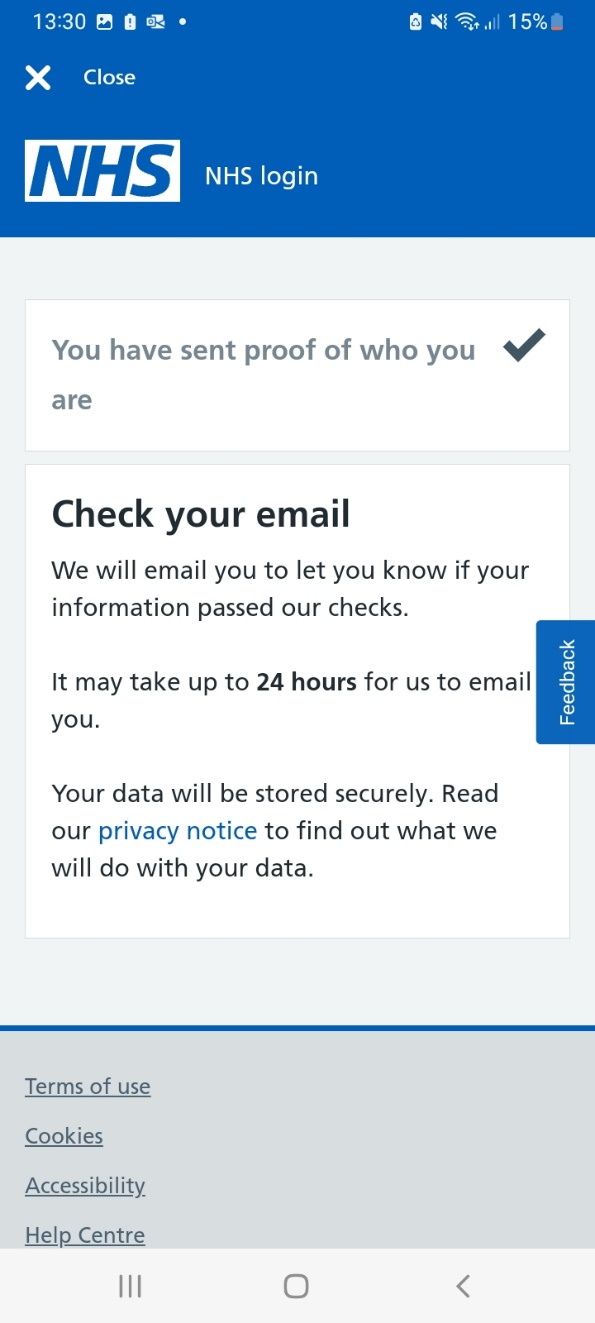 13:30 15%
Close
NHS NHS login
You have sent proof of who you
are
Check your email
We will email you to let you know if your
information passed our checks.
It may take up to 24 hours for us to email
you.
Feedback
Your data will be stored securely. Read
our privacy notice to find out what we
will do with your data.
Terms of use
Cookies
Accessibility
Help Centre